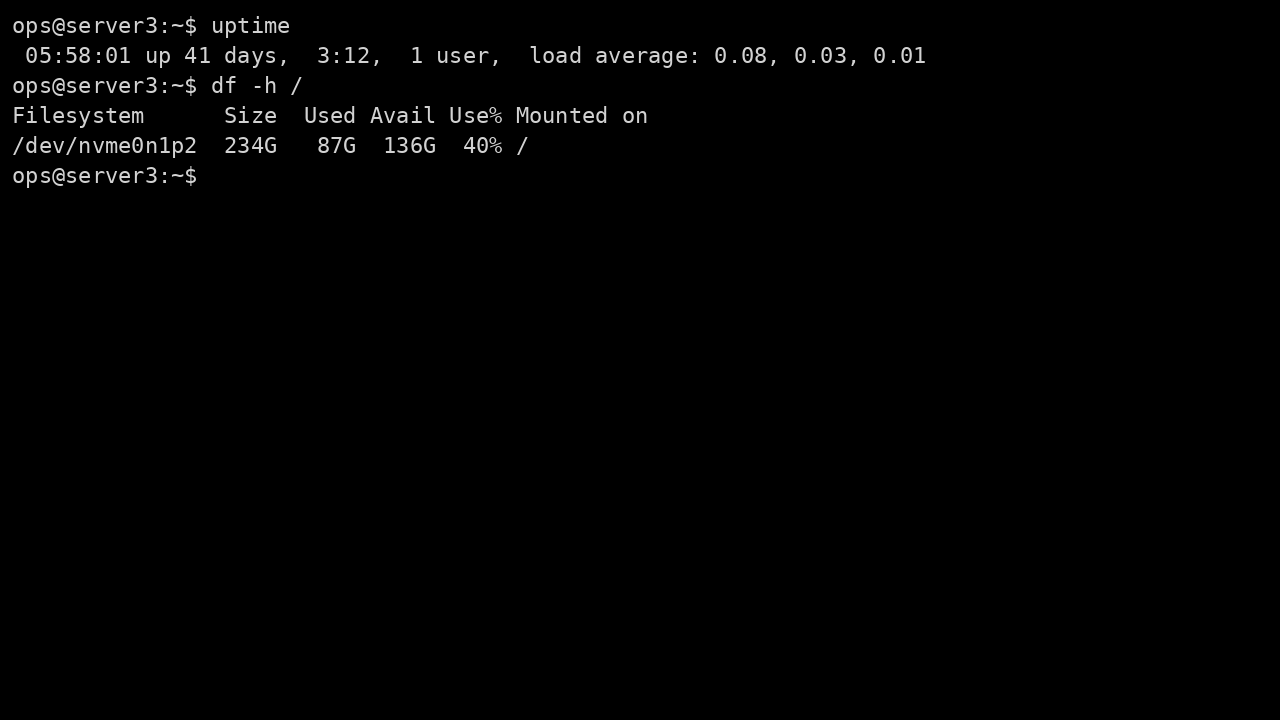 ops@server3:~$ uptime
 05:58:01 up 41 days,  3:12,  1 user,  load average: 0.08, 0.03, 0.01
ops@server3:~$ df -h /
Filesystem      Size  Used Avail Use% Mounted on
/dev/nvme0n1p2  234G   87G  136G  40% /
ops@server3:~$